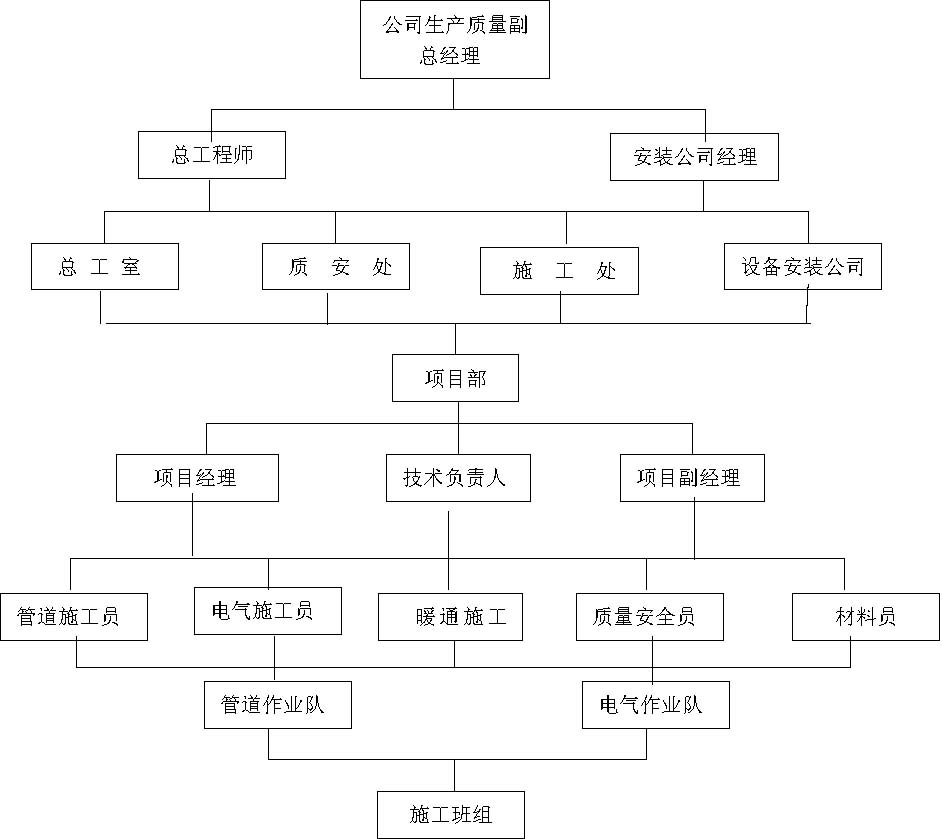 公司生产质量副
总经理
总工程师
安装公司经理
总 工 室
质 安 处
施 工 处
设备安装公司
项目部
项目经理
技术负责人
项目副经理
管道施工员
电气施工员
暖通施工
质量安全员
材料员
管道作业队
电气作业队
施工班组